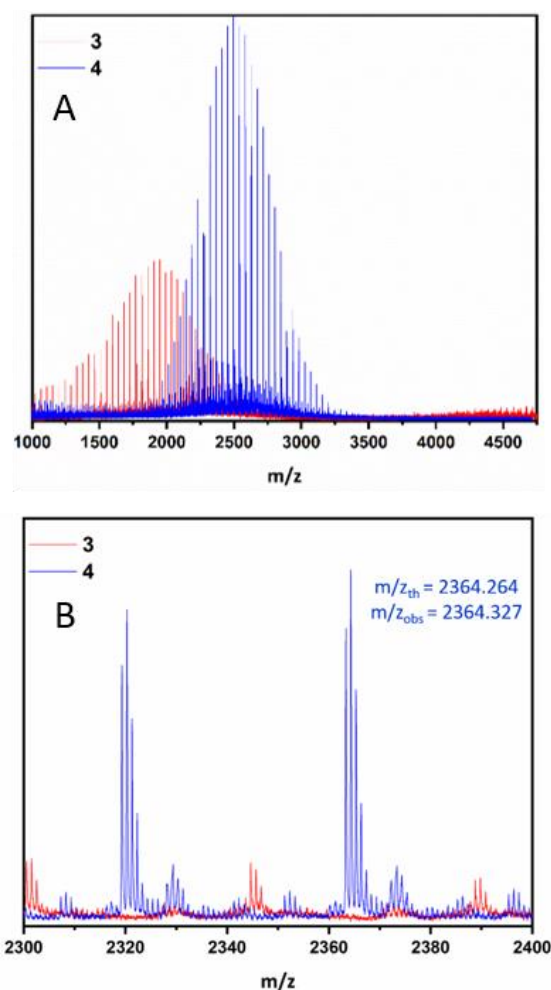 3
4
A
1000 1500 2000 2500 3000 3500 4000 4500
m/z
3
4
B
m/z_th = 2364.264
m/z_obs = 2364.327
2300 2320 2340 2360 2380 2400
m/z